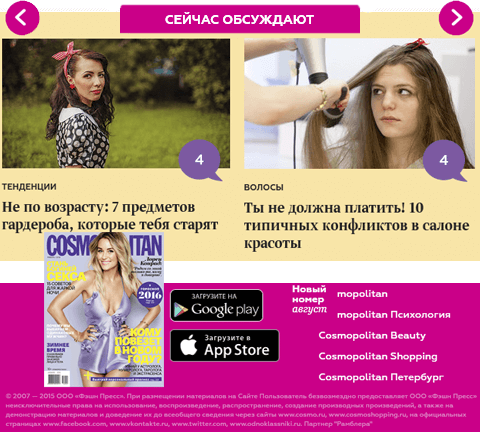 СЕЙЧАС ОБСУЖДАЮТ
4
4
ТЕНДЕНЦИИ
Не по возрасту: 7 предметов
гардероба, которые тебя старят
ВОЛОСЫ
Ты не должна платить! 10
типичных конфликтов в салоне
красоты
COSMOPOLITAN
СЕКСА
2016
ЗИМНЕЕ
ВРЕМЯ
КОМУ
ПОВЕЗЕТ
В НОВОМ
ГОДУ?
ЗАГРУЗИТЕ НА
Google play
Загрузите в
App Store
Новый
номер
август
mopolitan
mopolitan Психология
Cosmopolitan Beauty
Cosmopolitan Shopping
Cosmopolitan Петербург
© 2007 — 2015 ООО «Фэшн Пресс». При размещении материалов на Сайте Пользователь безвозмездно предоставляет ООО «Фэшн Пресс»
неисключительные права на использование, воспроизведение, распространение, создание производных произведений, а также на
демонстрацию материалов и доведение их до всеобщего сведения через сайты www.cosmo.ru, www.cosmoshopping.ru, на официальных
страницах www.facebook.com, www.vkontakte.ru, www.twitter.com, www.odnoklassniki.ru. Партнер "Рамблера"